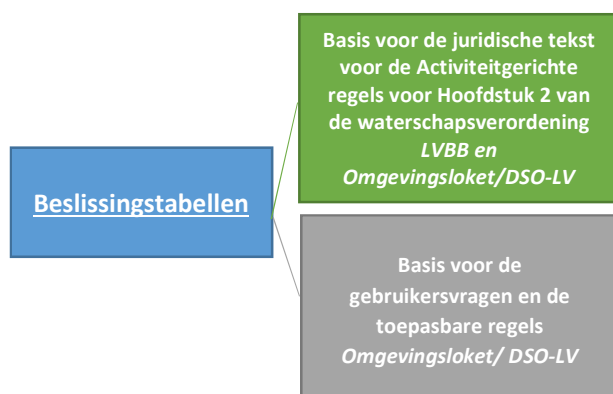 Beslissingstabellen
Basis voor de juridische tekst
voor de Activiteitgerichte
regels voor Hoofdstuk 2 van
de waterschapsverordening
LVBB en
Omgevingsloket/DSO-LV
Basis voor de
gebruikersvragen en de
toepasbare regels
Omgevingsloket/ DSO-LV